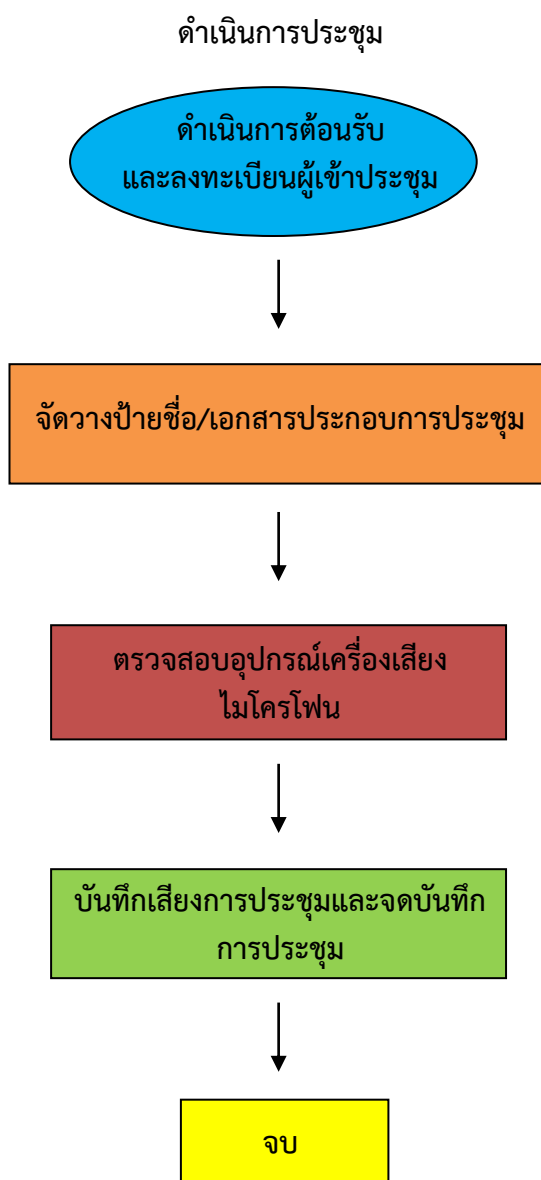 ดำเนินการประชุม
ดำเนินการต้อนรับ
และลงทะเบียนผู้เข้าประชุม
จัดวางป้ายชื่อ/เอกสารประกอบการประชุม
ตรวจสอบอุปกรณ์เครื่องเสียง
ไมโครโฟน
บันทึกเสียงการประชุมและจดบันทึก
การประชุม
จบ